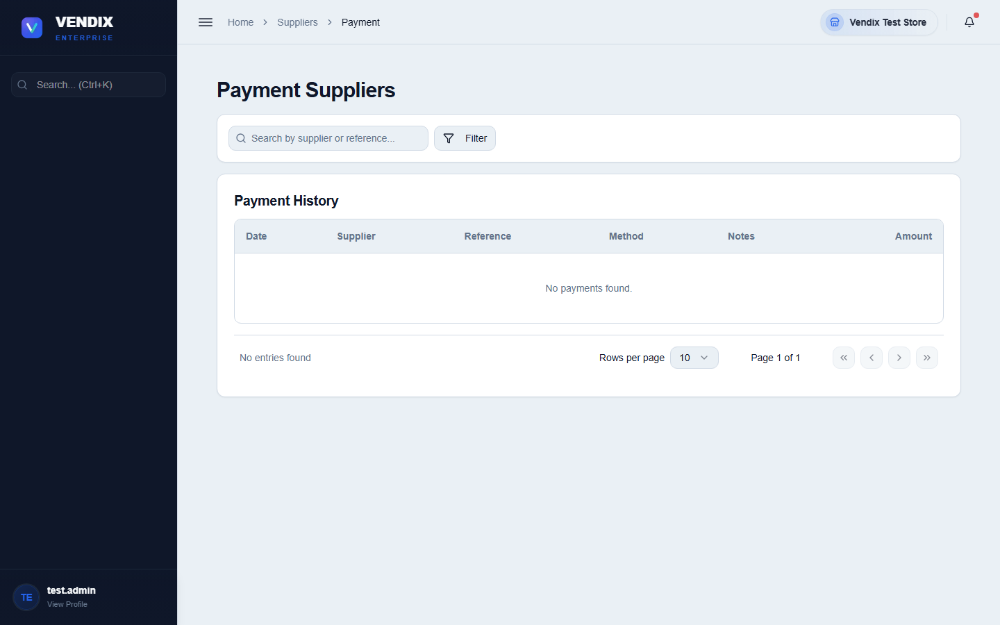 VENDIX
ENTERPRISE
Search... (Ctrl+K)
Home
Suppliers
Payment
Vendix Test Store
Payment Suppliers
Search by supplier or reference...
Filter
Payment History
Date Supplier Reference Method Notes Amount
No payments found.
No entries found
Rows per page 10
Page 1 of 1
TE
test.admin
View Profile